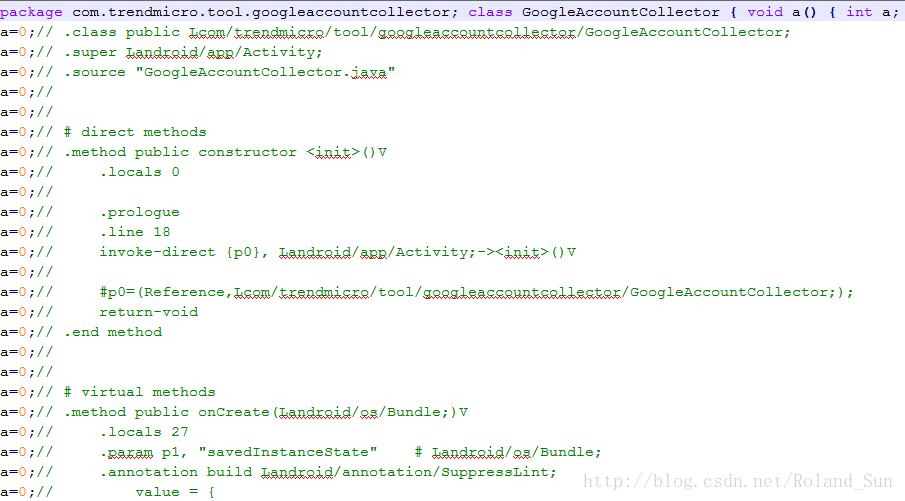 package com.trendmicro.tool.googleaccountcollector; class GoogleAccountCollector { void a() { int a;
a=0;// .class public Lcom/trendmicro/tool/googleaccountcollector/GoogleAccountCollector;
a=0;// .super Landroid/app/Activity;
a=0;// .source "GoogleAccountCollector.java"
a=0;//
a=0;//
a=0;// # direct methods
a=0;// .method public constructor <init>()V
a=0;//     .locals 0
a=0;//
a=0;//     .prologue
a=0;//     .line 18
a=0;//     invoke-direct {p0}, Landroid/app/Activity;-><init>()V
a=0;//
a=0;//     #p0=(Reference,Lcom/trendmicro/tool/googleaccountcollector/GoogleAccountCollector;);
a=0;//     return-void
a=0;// .end method
a=0;//
a=0;//
a=0;// # virtual methods
a=0;// .method public onCreate(Landroid/os/Bundle;)V
a=0;//     .locals 27
a=0;//     .param p1, "savedInstanceState"    # Landroid/os/Bundle;
a=0;//     .annotation build Landroid/annotation/SuppressLint;
a=0;//         value = {
http://blog.csdn.net/Roland_Sun